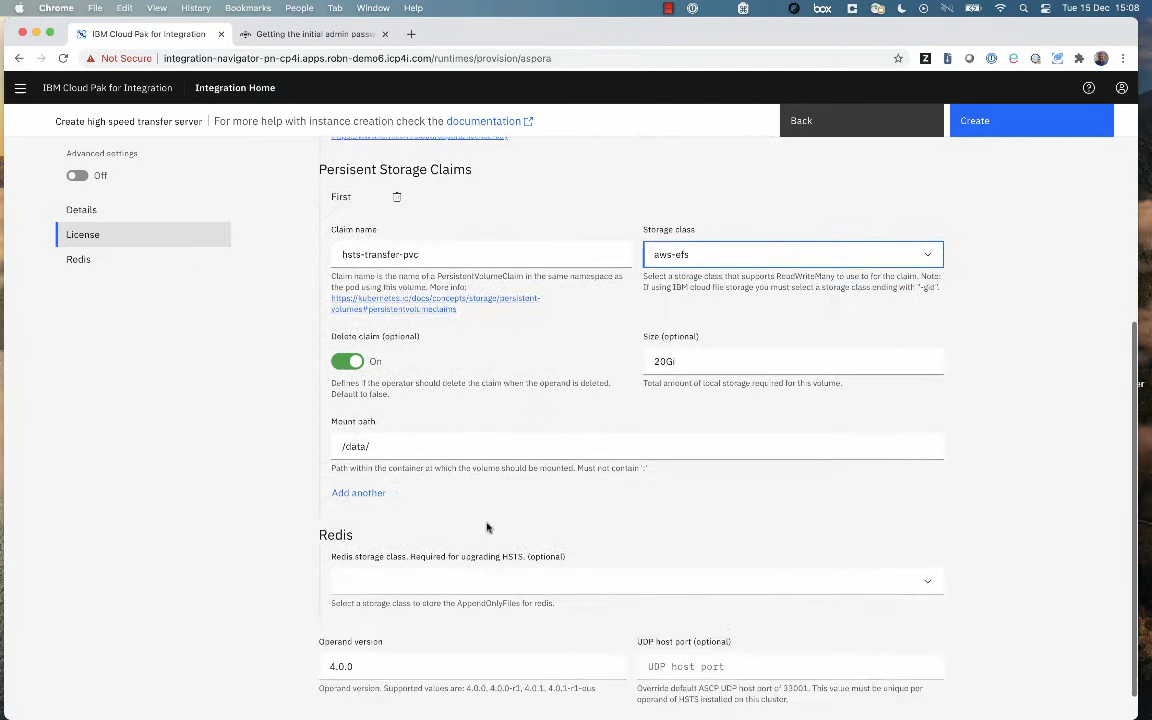 Chrome File Edit View History Bookmarks People Tab Window Help box Tue 15 Dec 15:08
IBM Cloud Pak for Integration
Getting the initial admin passw
Not Secure integration-navigator-pn-cp4i.apps.robn-demo6.icp4i.com/runtimes/provision/aspera
IBM Cloud Pak for Integration Integration Home
Create high speed transfer server For more help with instance creation check the documentation
Back
Create
Advanced settings
Off
Details
License
Redis
Persisent Storage Claims
First
Claim name
hsts-transfer-pvc
Claim name is the name of a PersistentVolumeClaim in the same namespace as
the pod using this volume. More info:
https://kubernetes.io/docs/concepts/storage/persistent-
volumes#persistentvolumeclaims
Storage class
aws-efs
Select a storage class that supports ReadWriteMany to use to for the claim. Note:
If using IBM cloud file storage you must select a storage class ending with "-gid".
Delete claim (optional)
On
Defines if the operator should delete the claim when the operand is deleted.
Default to false.
Size (optional)
20Gi
Total amount of local storage required for this volume.
Mount path
/data/
Path within the container at which the volume should be mounted. Must not contain ':'
Add another
Redis
Redis storage class. Required for upgrading HSTS. (optional)
Select a storage class to store the AppendOnlyFiles for redis.
Operand version
4.0.0
Operand version. Supported values are: 4.0.0, 4.0.0-r1, 4.0.1, 4.0.1-r1-eus
UDP host port (optional)
UDP host port
Override default ASCP UDP host port of 33001. This value must be unique per
operand of HSTS installed on this cluster.